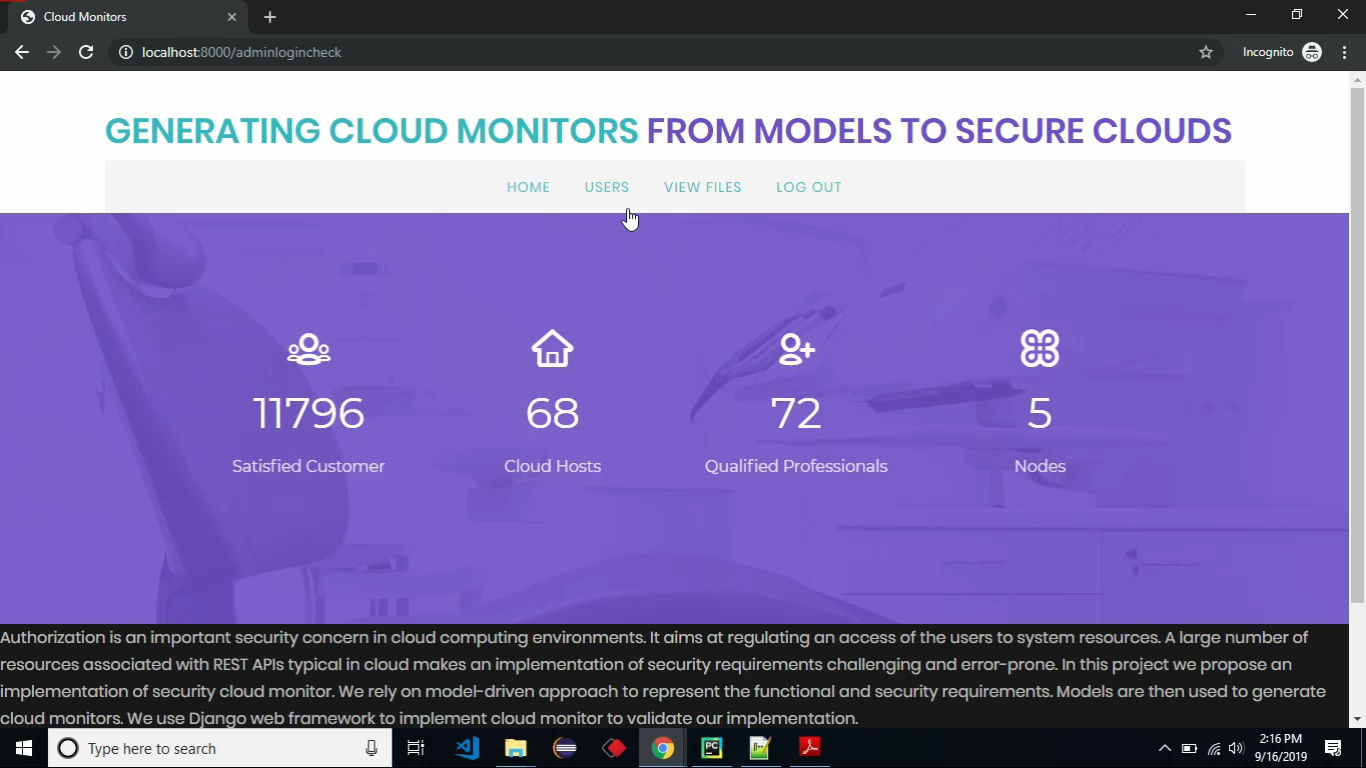 Cloud Monitors
localhost:8000/adminlogincheck
Incognito
GENERATING CLOUD MONITORS FROM MODELS TO SECURE CLOUDS
HOME USERS VIEW FILES LOG OUT
11796 68 72 5
Satisfied Customer Cloud Hosts Qualified Professionals Nodes
Authorization is an important security concern in cloud computing environments. It aims at regulating an access of the users to system resources. A large number of
resources associated with REST APIs typical in cloud makes an implementation of security requirements challenging and error-prone. In this project we propose an
implementation of security cloud monitor. We rely on model-driven approach to represent the functional and security requirements. Models are then used to generate
cloud monitors. We use Django web framework to implement cloud monitor to validate our implementation.
Type here to search
PC
2:16 PM
9/16/2019